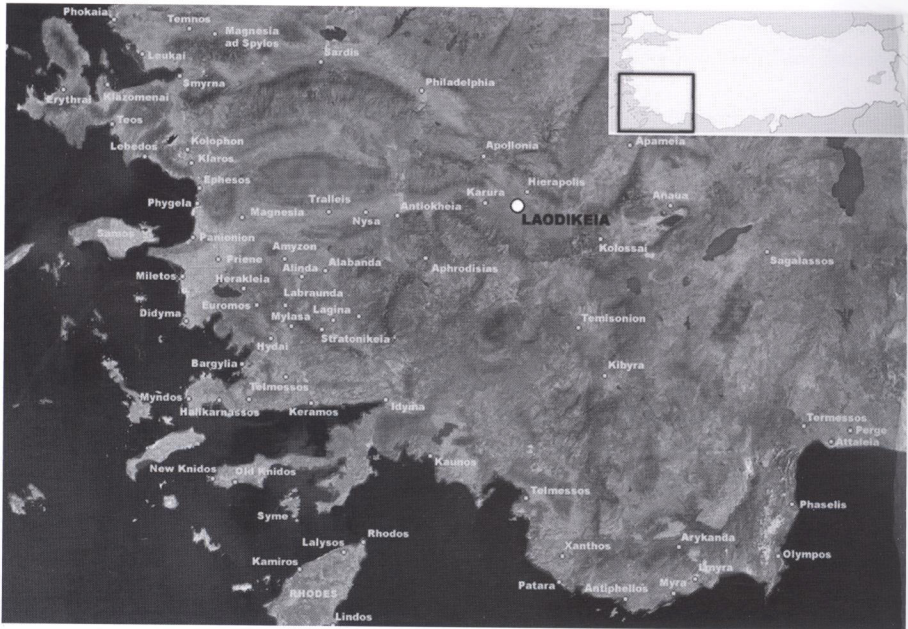 Phokaia
Temnos
Magnesia
ad Spylos
Leukai
Sardis
Smyrna
Philadelphia
Erythrai
Klazomenai
Teos
Kolophon
Apollonia
Apameia
Lebedos
Klaros
Ephesos
Karura
Hierapolis
Phygela
Magnesia
Tralleis
Nysa
Antiokheia
Anaua
LAODIKEIA
Samos
Panionion
Amyzon
Kolossai
Priene
Alinda
Alabanda
Aphrodisias
Sagalassos
Miletos
Herakleia
Labraunda
Euromos
Lagina
Didyma
Mylasa
Temisonion
Stratonikeia
Hydai
Bargylia
Kibyra
Telmessos
Myndos
Halikarnassos
Keramos
Idyma
Termessos
Perge
Attaleia
New Knidos
Old Knidos
Kaunos
Telmessos
Syme
Phaselis
Lalysos
Rhodos
Xanthos
Arykanda
Olympos
Kamiros
Patara
Antiphellos
Myra
Limyra
RHODES
Lindos